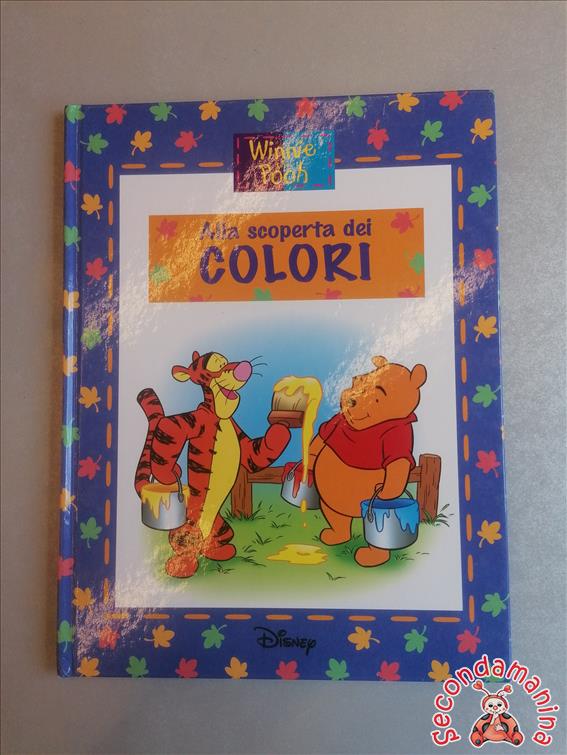 Winnie
Pooh
Alla scoperta dei
COLORI
Disney
Secondamanina